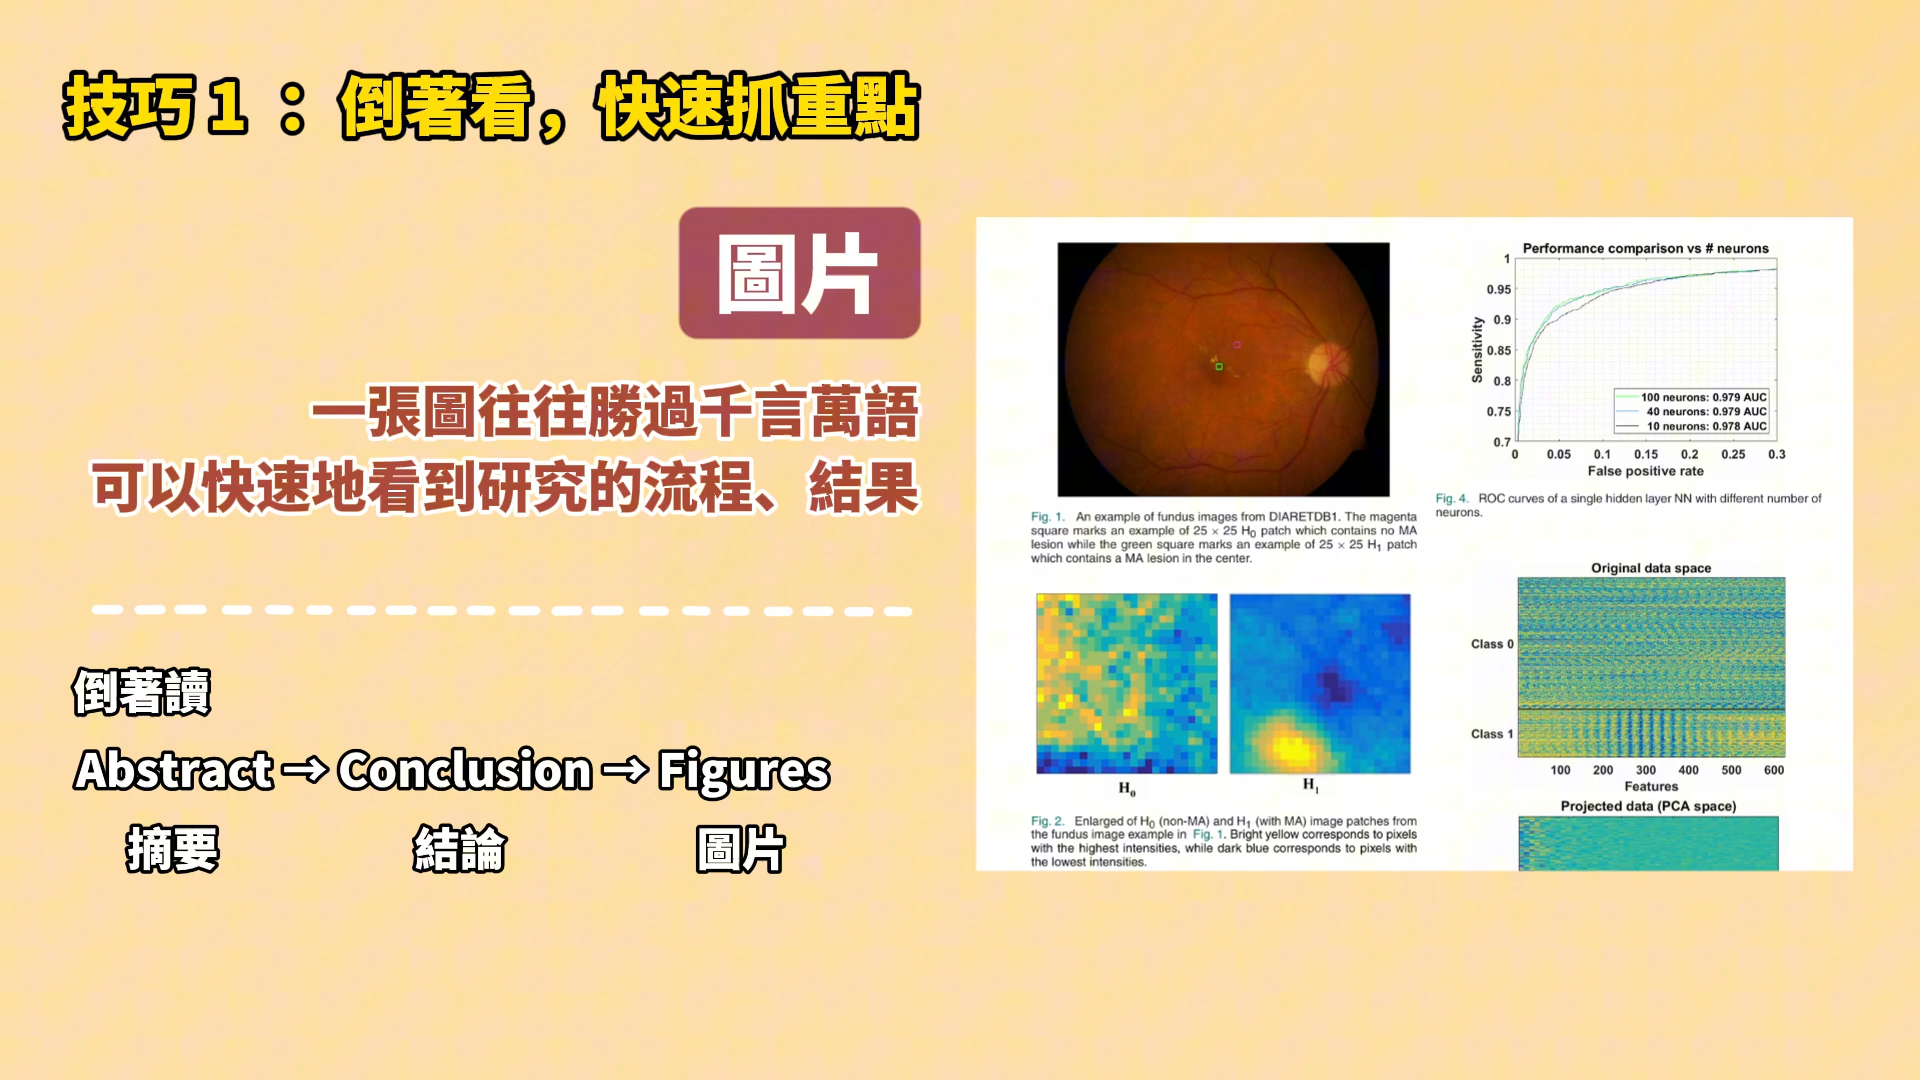 技巧1：倒著看，快速抓重點
圖片
一張圖往往勝過千言萬語
可以快速地看到研究的流程、結果
倒著讀
Abstract → Conclusion → Figures
摘要 結論 圖片
Fig. 1. An example of fundus images from DIARETDB1. The magenta
square marks an example of 25 × 25 H0 patch which contains no MA
lesion while the green square marks an example of 25 × 25 H1 patch
which contains a MA lesion in the center.
H0 H1
Fig. 2. Enlarged of H0 (non-MA) and H1 (with MA) image patches from
the fundus image example in Fig. 1. Bright yellow corresponds to pixels
with the highest intensities, while dark blue corresponds to pixels with
the lowest intensities.
Performance comparison vs # neurons
1
0.95
0.9
0.85
0.8
0.75
0.7
Sensitivity
100 neurons: 0.979 AUC
40 neurons: 0.979 AUC
10 neurons: 0.978 AUC
0 0.05 0.1 0.15 0.2 0.25 0.3
False positive rate
Fig. 4. ROC curves of a single hidden layer NN with different number of
neurons.
Original data space
Class 0
Class 1
100 200 300 400 500 600
Features
Projected data (PCA space)